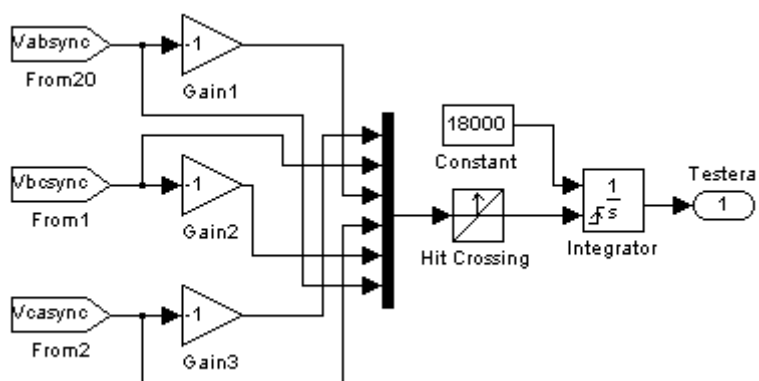 Vabsync
-1
From20
Gain1
18000
Constant
Vbcsync
-1
From1
Gain2
Hit Crossing
1
s
Integrator
Testera
1
Vcasync
-1
From2
Gain3